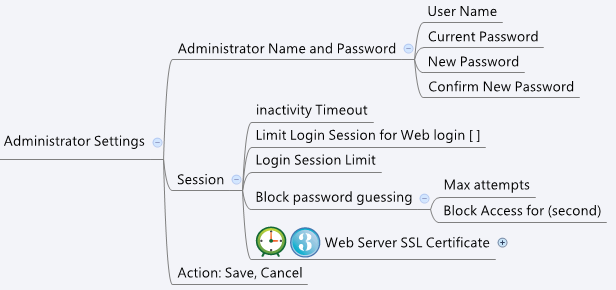 User Name
Administrator Name and Password
Current Password
New Password
Confirm New Password
Administrator Settings
inactivity Timeout
Limit Login Session for Web login [ ]
Login Session Limit
Session
Block password guessing
Max attempts
Block Access for (second)
3 Web Server SSL Certificate
Action: Save, Cancel